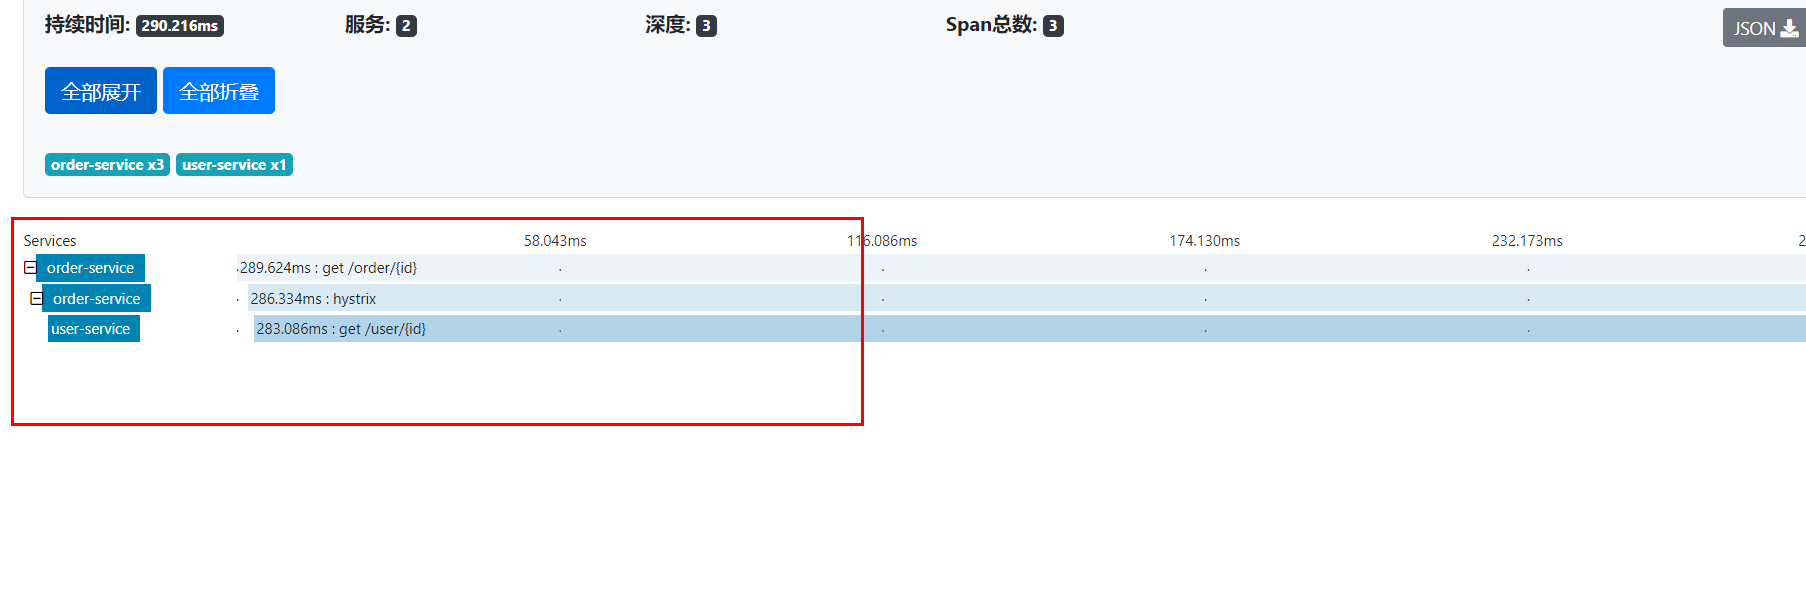 持续时间: 290.216ms 服务: 2 深度: 3 Span总数: 3 JSON
全部展开 全部折叠
order-service x3 user-service x1
Services 58.043ms 116.086ms 174.130ms 232.173ms 2
order-service 289.624ms : get /order/{id}
order-service 286.334ms : hystrix
user-service 283.086ms : get /user/{id}